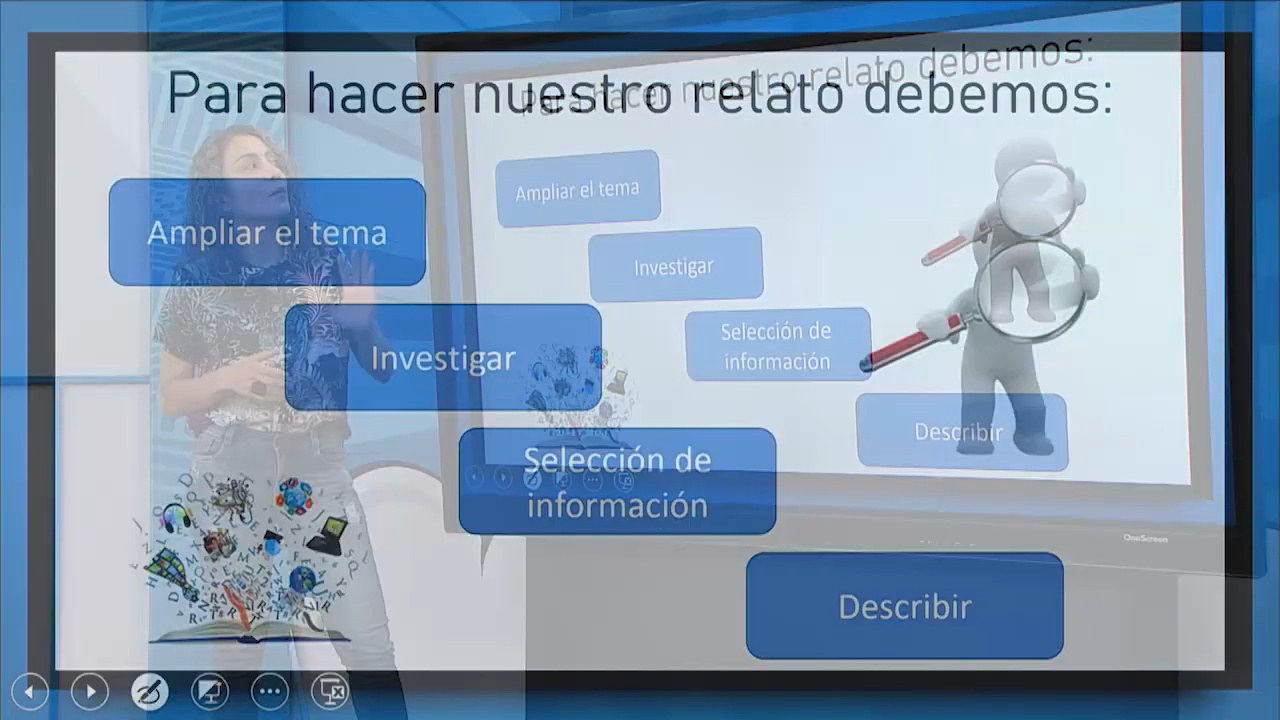 Para hacer nuestro relato debemos:
Ampliar el tema
Investigar
Selección de
información
Describir
Para hacer nuestro relato debemos:
Ampliar el tema
Investigar
Selección de
información
Describir
OneScreen